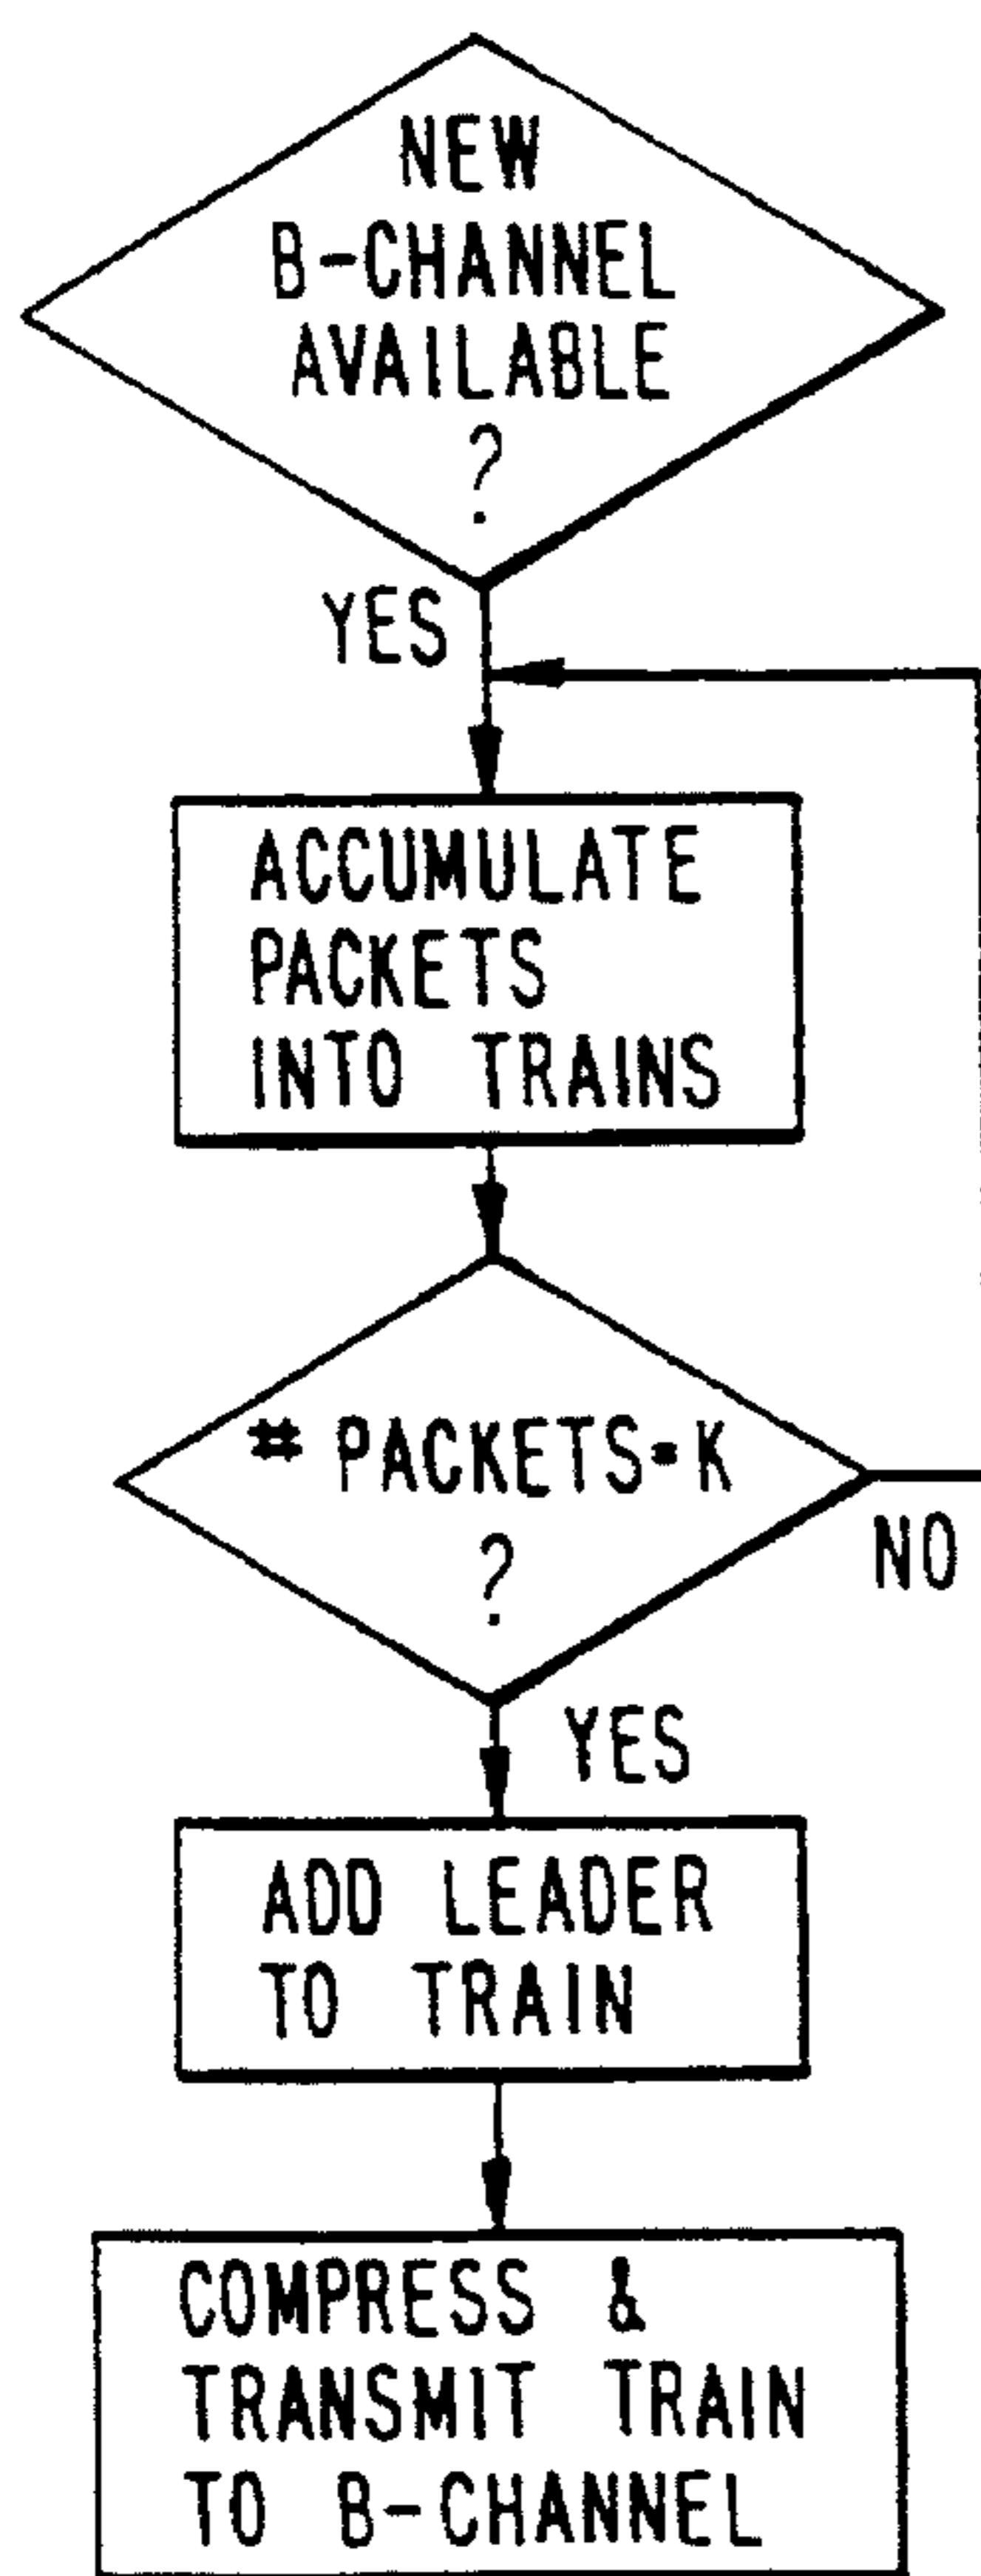 NEW
B-CHANNEL
AVAILABLE
?
YES
ACCUMULATE
PACKETS
INTO TRAINS
# PACKETS=K
?
NO
YES
ADD LEADER
TO TRAIN
COMPRESS &
TRANSMIT TRAIN
TO B-CHANNEL